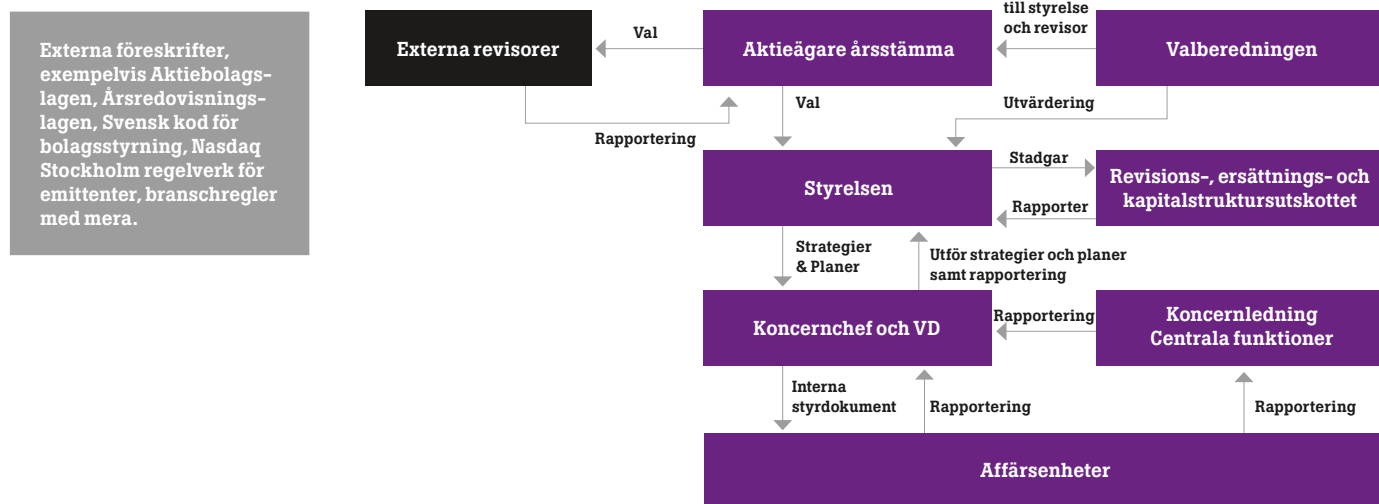 Externa föreskrifter,
exempelvis Aktiebolags-
lagen, Årsredovisnings-
lagen, Svensk kod för
bolagsstyrning, Nasdaq
Stockholm regelverk för
emittenter, branschregler
med mera.
Externa revisorer
Val
Aktieägare årsstämma
till styrelse
och revisor
Valberedningen
Rapportering
Val
Utvärdering
Styrelsen
Stadgar
Rapporter
Revisions-, ersättnings- och
kapitalstruktursutskottet
Strategier
& Planer
Utför strategier och planer
samt rapportering
Koncernchef och VD
Rapportering
Koncernledning
Centrala funktioner
Interna
styrdokument
Rapportering
Rapportering
Affärsenheter